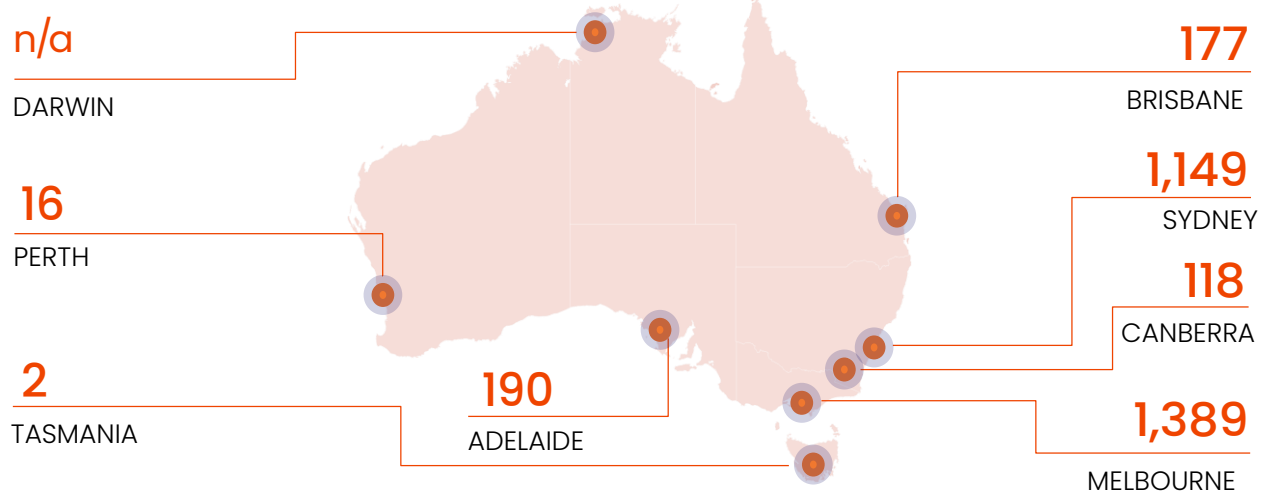 n/a
DARWIN
16
PERTH
2
TASMANIA
190
ADELAIDE
177
BRISBANE
1,149
SYDNEY
118
CANBERRA
1,389
MELBOURNE